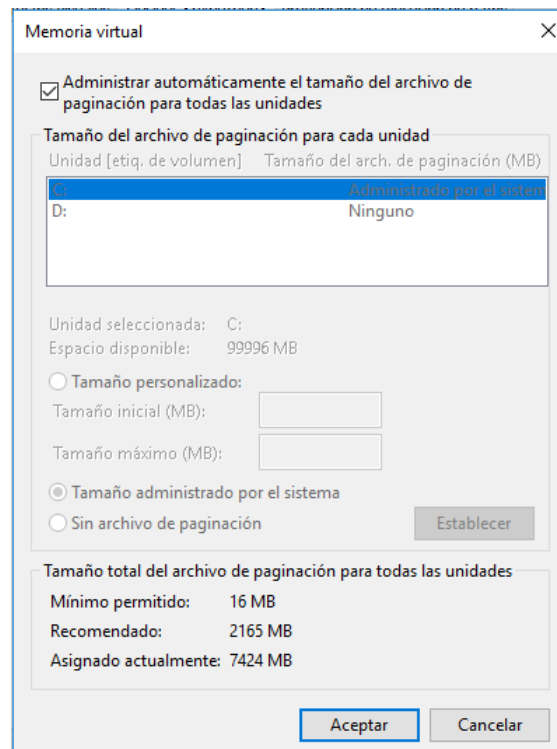 Memoria virtual
Administrar automáticamente el tamaño del archivo de
paginación para todas las unidades
Tamaño del archivo de paginación para cada unidad
Unidad [etiq. de volumen] Tamaño del arch. de paginación (MB)
C: Administrado por el sistem
D: Ninguno
Unidad seleccionada: C:
Espacio disponible: 99996 MB
Tamaño personalizado:
Tamaño inicial (MB):
Tamaño máximo (MB):
Tamaño administrado por el sistema
Sin archivo de paginación Establecer
Tamaño total del archivo de paginación para todas las unidades
Mínimo permitido: 16 MB
Recomendado: 2165 MB
Asignado actualmente: 7424 MB
Aceptar Cancelar